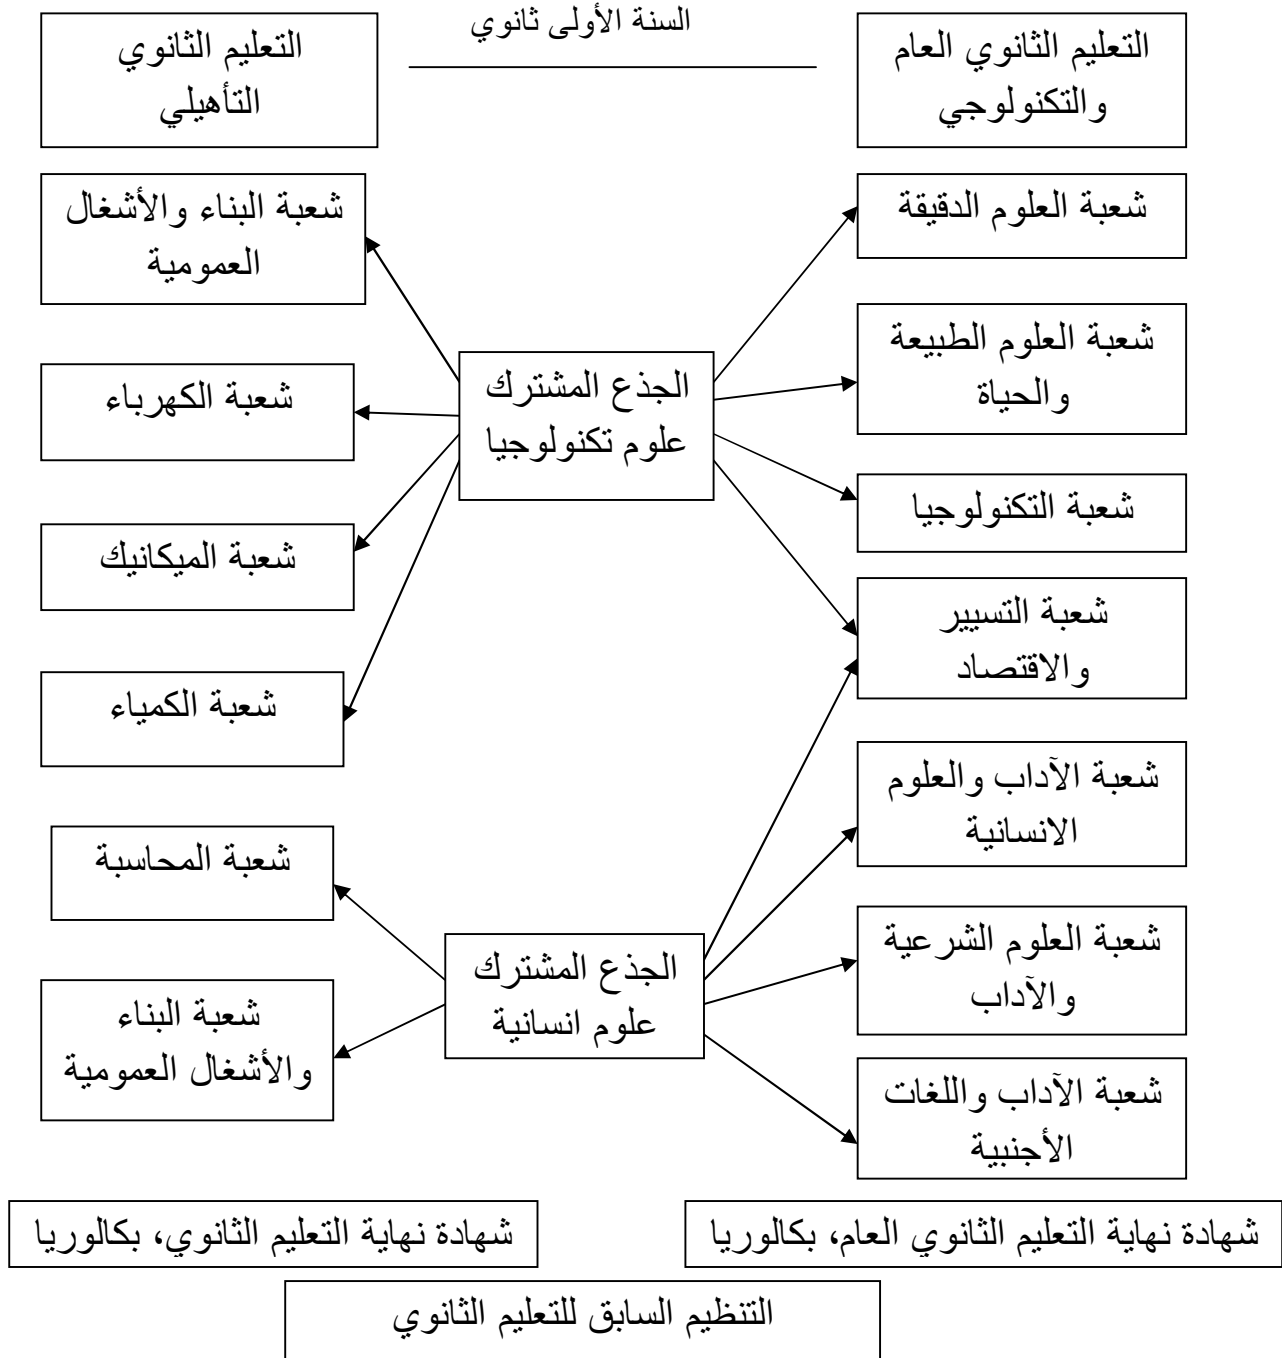 السنة الأولى ثانوي
التعليم الثانوي العام
والتكنولوجي
التعليم الثانوي
التأهيلي
شعبة العلوم الدقيقة
شعبة البناء والأشغال
العمومية
شعبة العلوم الطبيعة
والحياة
الجذع المشترك
علوم تكنولوجيا
شعبة الكهرباء
شعبة التكنولوجيا
شعبة الميكانيك
شعبة التسيير
والاقتصاد
شعبة الكمياء
شعبة الآداب والعلوم
الانسانية
شعبة المحاسبة
شعبة العلوم الشرعية
والآداب
الجذع المشترك
علوم انسانية
شعبة البناء
والأشغال العمومية
شعبة الآداب واللغات
الأجنبية
شهادة نهاية التعليم الثانوي العام، بكالوريا
شهادة نهاية التعليم الثانوي، بكالوريا
التنظيم السابق للتعليم الثانوي